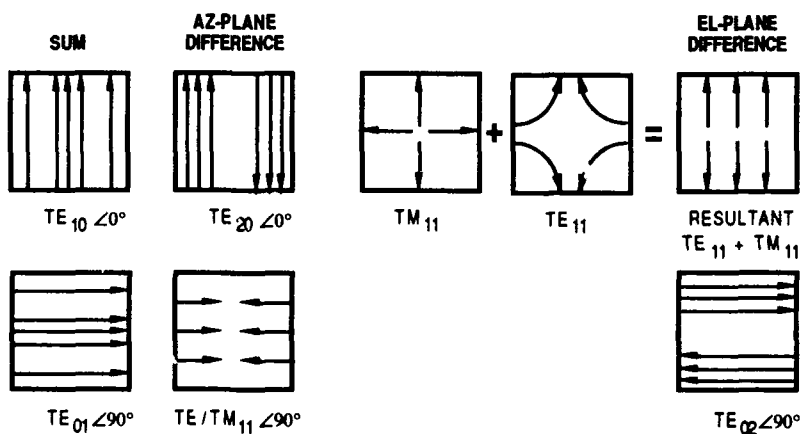 SUM
AZ-PLANE
DIFFERENCE
EL-PLANE
DIFFERENCE
+
=
TE10 ∠0°
TE20 ∠0°
TM11
TE11
RESULTANT
TE11 + TM11
TE01 ∠90°
TE/TM11 ∠90°
TE02 ∠90°